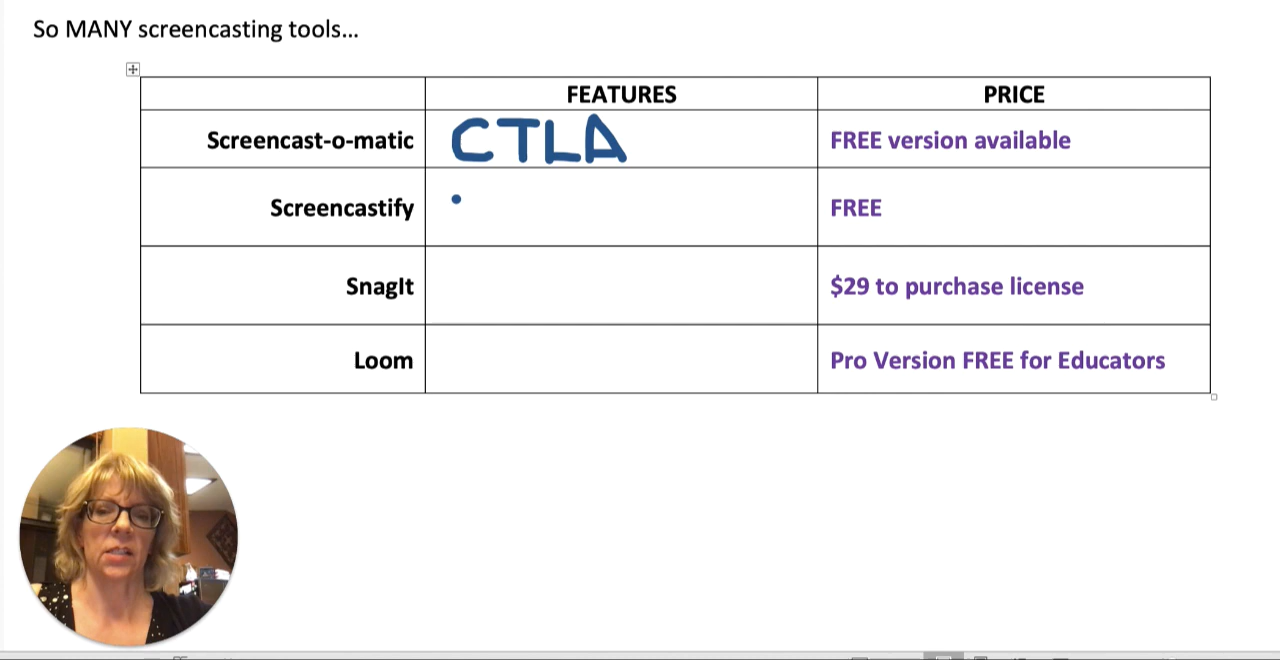 So MANY screencasting tools...
FEATURES PRICE
Screencast-o-matic CTLA FREE version available
Screencastify FREE
SnagIt $29 to purchase license
Loom Pro Version FREE for Educators